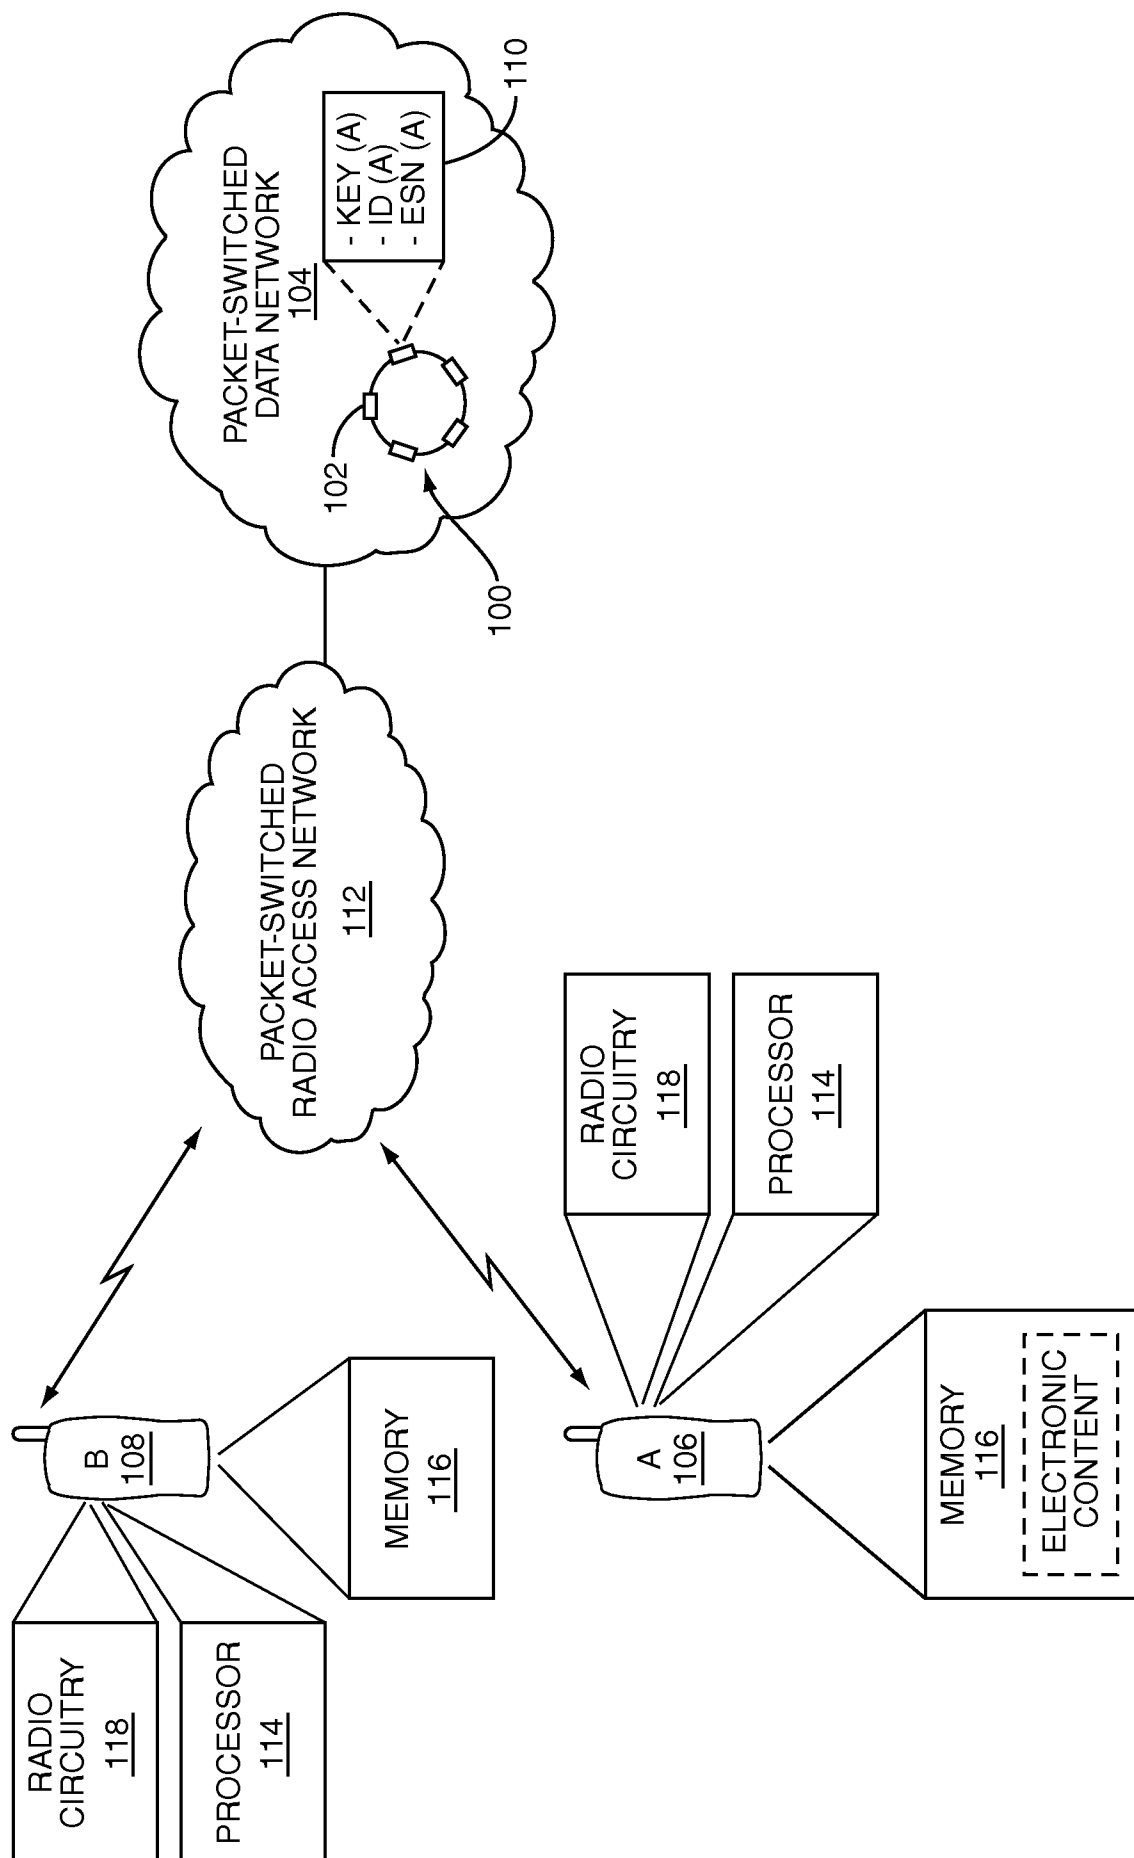 RADIO
CIRCUITRY
118
PROCESSOR
114
B
108
MEMORY
116
PACKET-SWITCHED
RADIO ACCESS NETWORK
112
PACKET-SWITCHED
DATA NETWORK
104
102
100
- KEY (A)
- ID (A)
- ESN (A)
110
A
106
RADIO
CIRCUITRY
118
PROCESSOR
114
MEMORY
116
ELECTRONIC
CONTENT